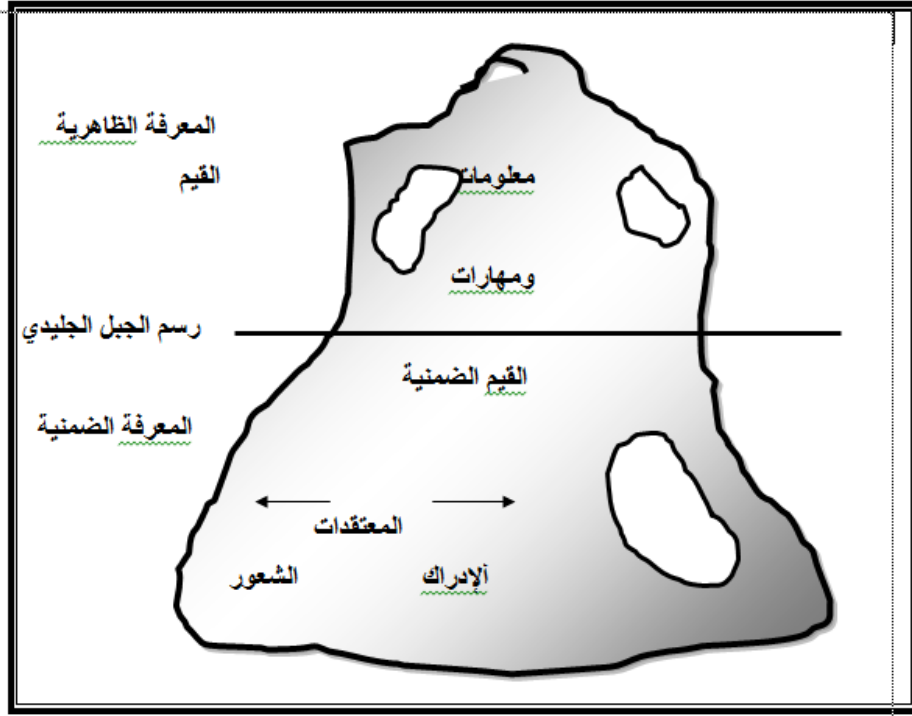 المعرفة الظاهرية
القيم
معلومات
ومهارات
رسم الجبل الجليدي
القيم الضمنية
المعرفة الضمنية
المعتقدات
ألإدراك
الشعور